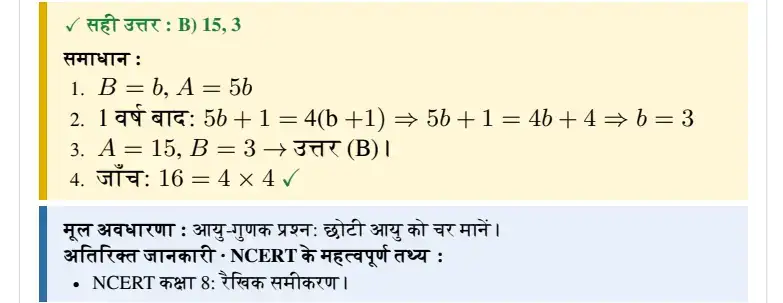 ✓ सही उत्तर : B) 15, 3
समाधान :
1. B = b, A = 5b
2. 1 वर्ष बाद: 5b + 1 = 4(b +1) ⇒ 5b + 1 = 4b + 4 ⇒ b = 3
3. A = 15, B = 3 → उत्तर (B)।
4. जाँच: 16 = 4 × 4 ✓
मूल अवधारणा : आयु-गुणक प्रश्न: छोटी आयु को चर मानें।
अतिरिक्त जानकारी · NCERT के महत्वपूर्ण तथ्य :
• NCERT कक्षा 8: रैखिक समीकरण।